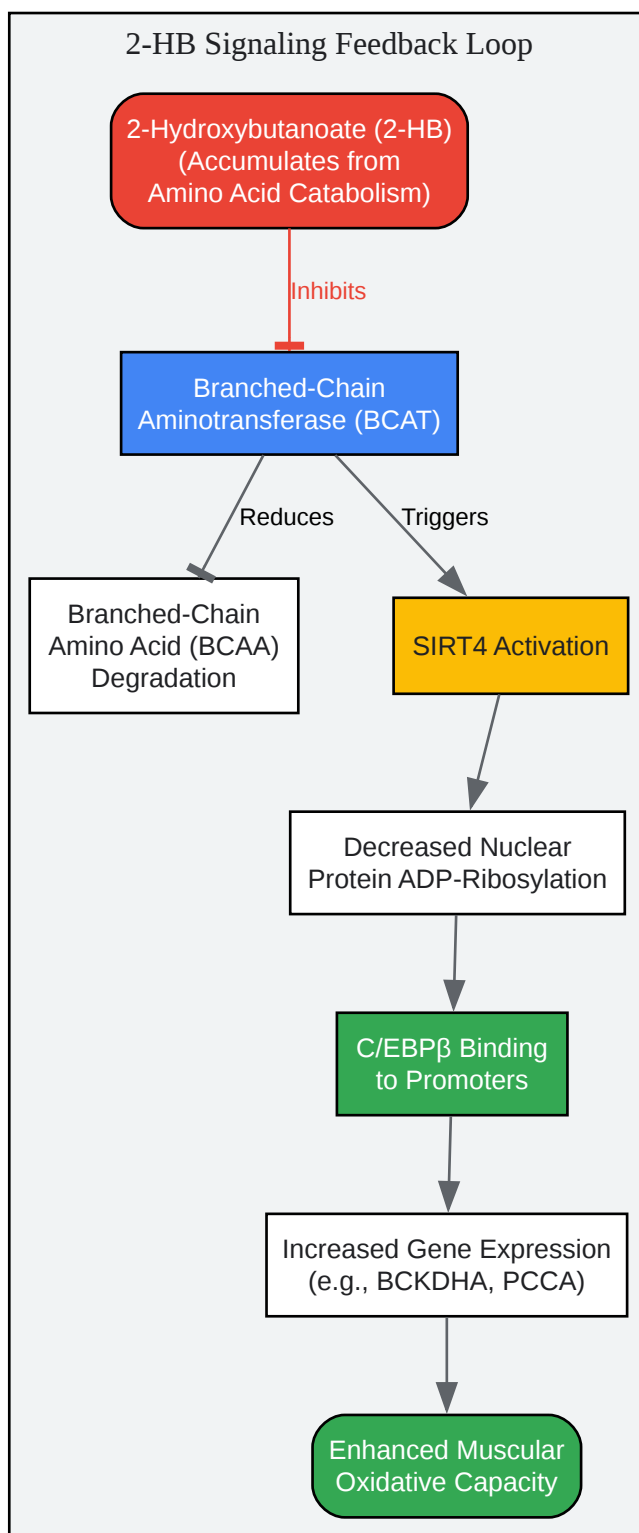 2-HB Signaling Feedback Loop
2-Hydroxybutanoate (2-HB)
(Accumulates from
Amino Acid Catabolism)
Inhibits
Branched-Chain
Aminotransferase (BCAT)
Reduces
Triggers
Branched-Chain
Amino Acid (BCAA)
Degradation
SIRT4 Activation
Decreased Nuclear
Protein ADP-Ribosylation
C/EBPβ Binding
to Promoters
Increased Gene Expression
(e.g., BCKDHA, PCCA)
Enhanced Muscular
Oxidative Capacity